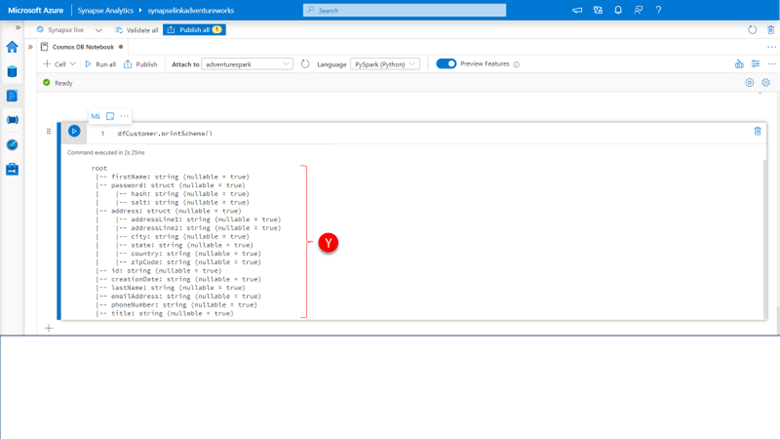 Microsoft Azure Synapse Analytics ▸ synapselinkadventureworks Search
Synapse live Validate all Publish all 1
Cosmos DB Notebook
Cell Run all Publish Attach to adventurespark Language PySpark (Python) Preview Features
Ready
M↓ ...
1 dfCustomer.printSchema()
Command executed in 2s 25ms
root
|-- firstName: string (nullable = true)
|-- password: struct (nullable = true)
| |-- hash: string (nullable = true)
| |-- salt: string (nullable = true)
|-- address: struct (nullable = true)
| |-- addressLine1: string (nullable = true)
| |-- addressLine2: string (nullable = true)
| |-- city: string (nullable = true)
| |-- state: string (nullable = true)
| |-- country: string (nullable = true)
| |-- zipCode: string (nullable = true)
|-- id: string (nullable = true)
|-- creationDate: string (nullable = true)
|-- lastName: string (nullable = true)
|-- emailAddress: string (nullable = true)
|-- phoneNumber: string (nullable = true)
|-- title: string (nullable = true)
Y